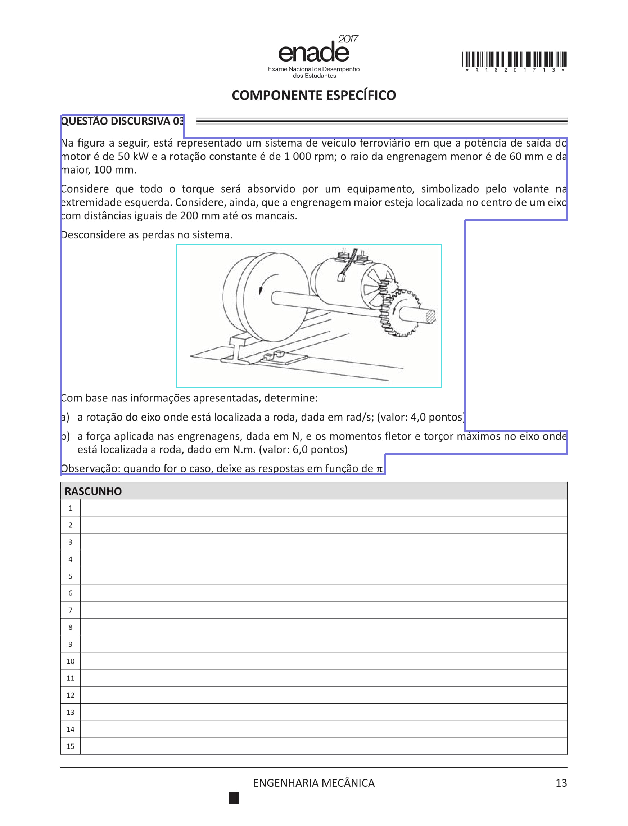 2017
enade
Exame Nacional de Desempenho
dos Estudantes
*R1320171 3*
COMPONENTE ESPECÍFICO
QUESTÃO DISCURSIVA 03
Na figura a seguir, está representado um sistema de veículo ferroviário em que a potência de saída do
motor é de 50 kW e a rotação constante é de 1 000 rpm; o raio da engrenagem menor é de 60 mm e da
maior, 100 mm.
Considere que todo o torque será absorvido por um equipamento, simbolizado pelo volante na
extremidade esquerda. Considere, ainda, que a engrenagem maior esteja localizada no centro de um eixo
com distâncias iguais de 200 mm até os mancais.
Desconsidere as perdas no sistema.
Com base nas informações apresentadas, determine:
a) a rotação do eixo onde está localizada a roda, dada em rad/s; (valor: 4,0 pontos)
b) a força aplicada nas engrenagens, dada em N, e os momentos fletor e torçor máximos no eixo onde
está localizada a roda, dado em N.m. (valor: 6,0 pontos)
Observação: quando for o caso, deixe as respostas em função de π.
RASCUNHO
1
2
3
4
5
6
7
8
9
10
11
12
13
14
15
ENGENHARIA MECÂNICA
13